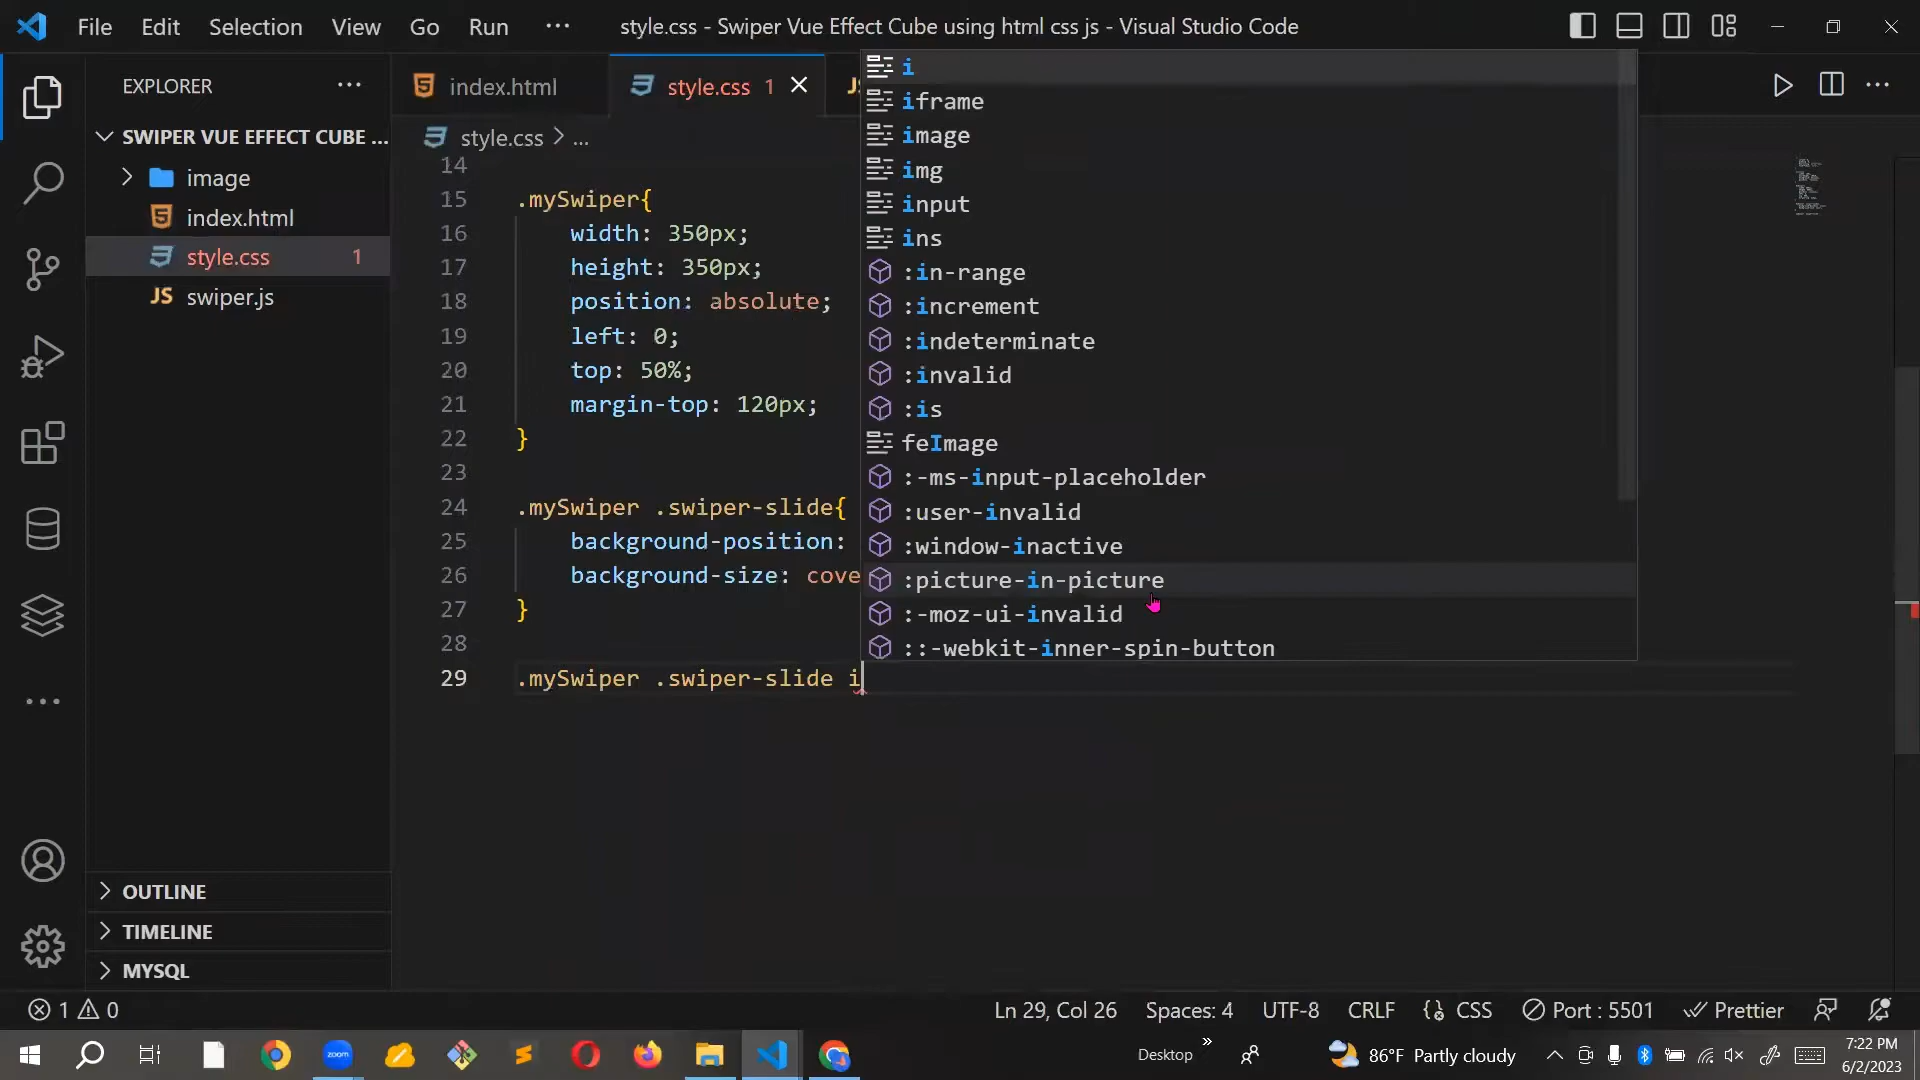 File Edit Selection View Go Run ··· style.css - Swiper Vue Effect Cube using html css js - Visual Studio Code
EXPLORER ···
index.html
style.css 1
JS
SWIPER VUE EFFECT CUBE ...
image
index.html
style.css 1
JS swiper.js
style.css > ...
14
15 .mySwiper{
16 width: 350px;
17 height: 350px;
18 position: absolute;
19 left: 0;
20 top: 50%;
21 margin-top: 120px;
22 }
23
24 .mySwiper .swiper-slide{
25 background-position:
26 background-size: cove
27 }
28
29 .mySwiper .swiper-slide i
i
iframe
image
img
input
ins
:in-range
:increment
:indeterminate
:invalid
:is
feImage
:-ms-input-placeholder
:user-invalid
:window-inactive
:picture-in-picture
:-moz-ui-invalid
::-webkit-inner-spin-button
OUTLINE
TIMELINE
MYSQL
1 0
Ln 29, Col 26 Spaces: 4 UTF-8 CRLF {} CSS Port : 5501 Prettier
zoom
Desktop
86°F Partly cloudy
7:22 PM
6/2/2023